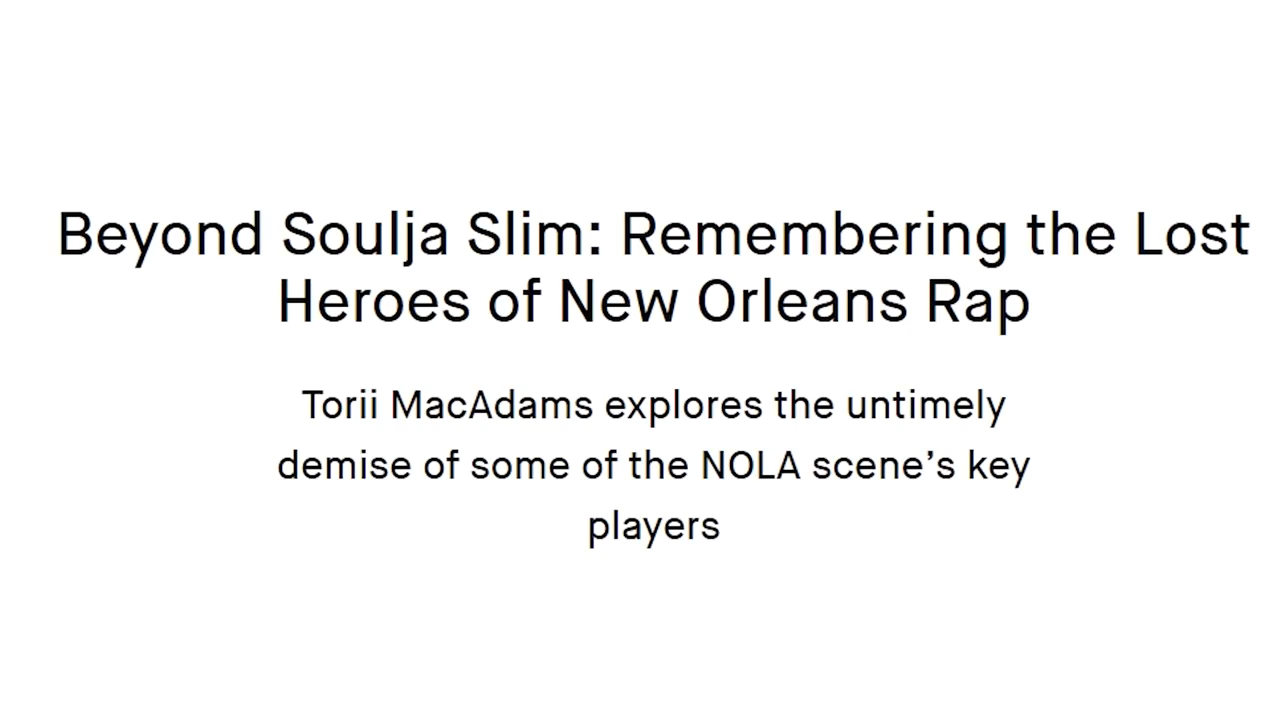 Beyond Soulja Slim: Remembering the Lost
Heroes of New Orleans Rap
Torii MacAdams explores the untimely
demise of some of the NOLA scene’s key
players